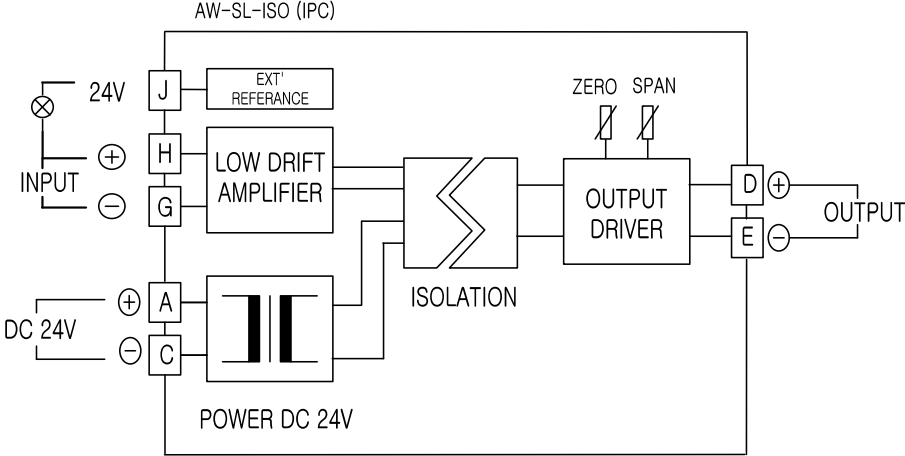 AW-SL-ISO (IPC)
24V
J
EXT'
REFERANCE
ZERO
SPAN
+
H
LOW DRIFT
AMPLIFIER
INPUT
−
G
OUTPUT
DRIVER
D
+
OUTPUT
E
−
ISOLATION
+
A
DC 24V
−
C
POWER DC 24V